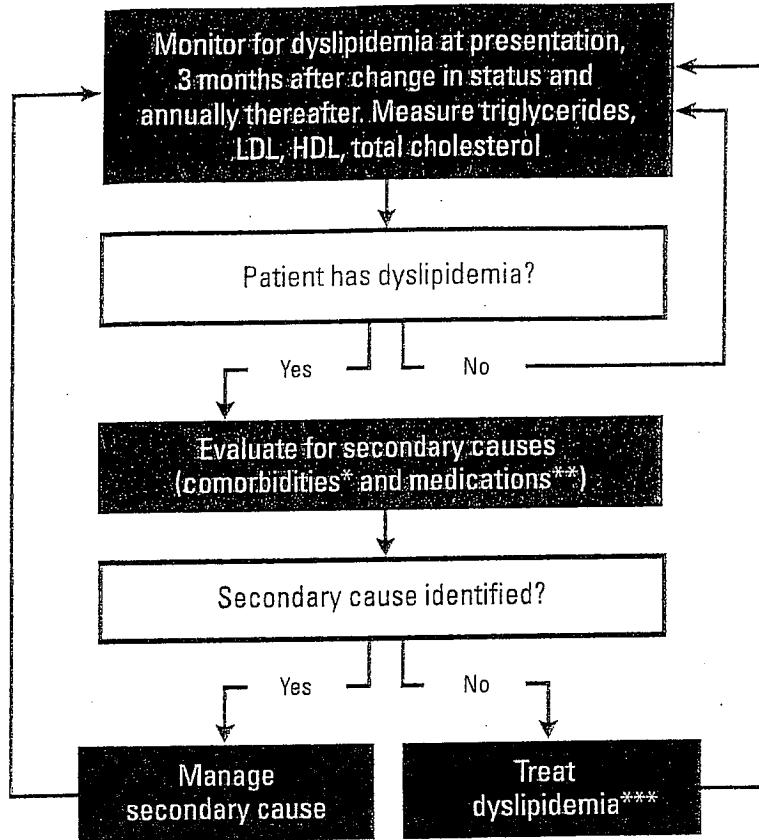 Monitor for dyslipidemia at presentation,
3 months after change in status and
annually thereafter. Measure triglycerides,
LDL, HDL, total cholesterol
Patient has dyslipidemia?
Yes
No
Evaluate for secondary causes
(comorbidities* and medications**)
Secondary cause identified?
Yes
No
Manage
secondary cause
Treat
dyslipidemia***